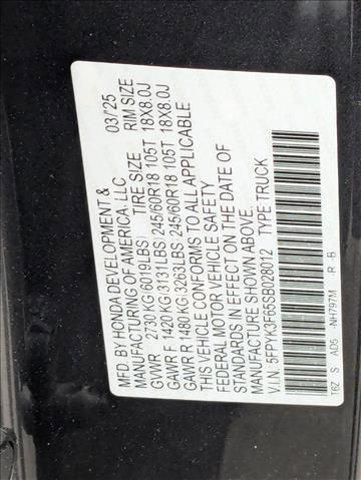 MFD. BY HONDA DEVELOPMENT & 03/25
MANUFACTURING OF AMERICA, LLC
GVWR 2730 KG(6019LBS) TIRE SIZE RIM SIZE
GAWR F 1420 KG(3131LBS) 245/60R18 105T 18X8.0J
GAWR R 1480 KG(3263LBS) 245/60R18 105T 18X8.0J
THIS VEHICLE CONFORMS TO ALL APPLICABLE
FEDERAL MOTOR VEHICLE SAFETY
STANDARDS IN EFFECT ON THE DATE OF
MANUFACTURE SHOWN ABOVE.
V.I.N. 5FPYK3F65SB028012 TYPE:TRUCK
T6Z S AD5 -NH797M R -B